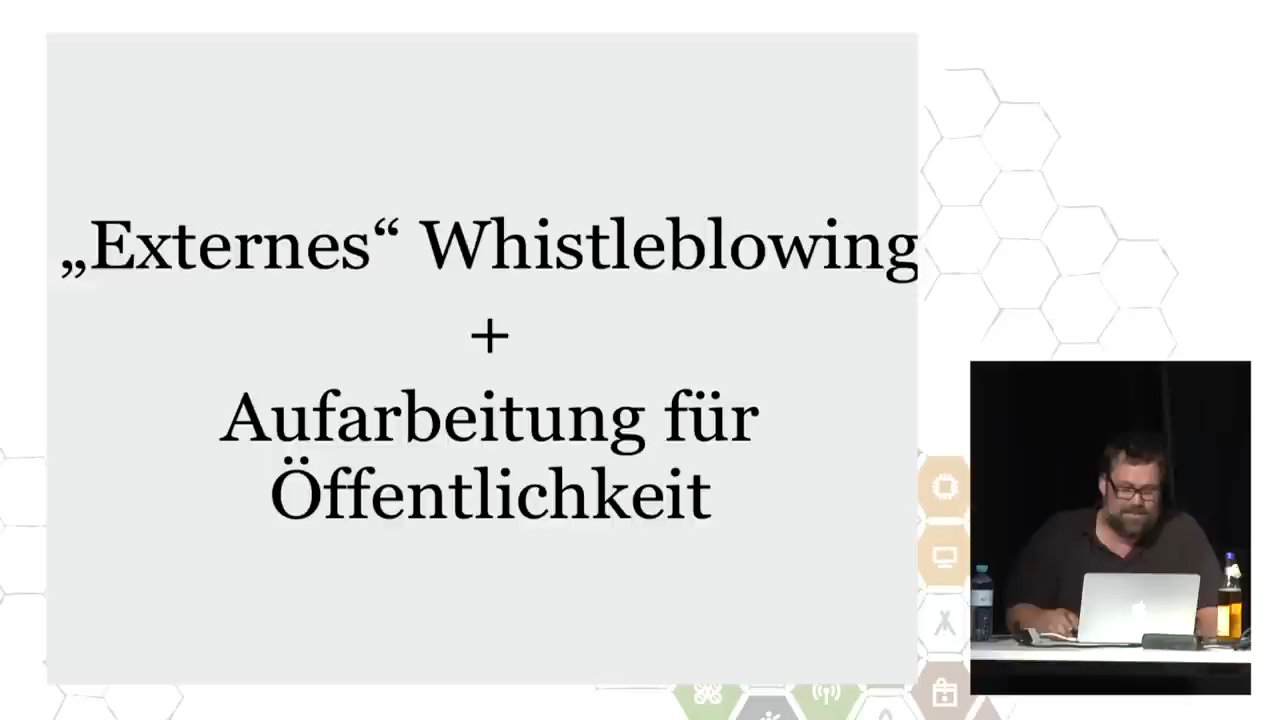 „Externes“ Whistleblowing
+
Aufarbeitung für
Öffentlichkeit